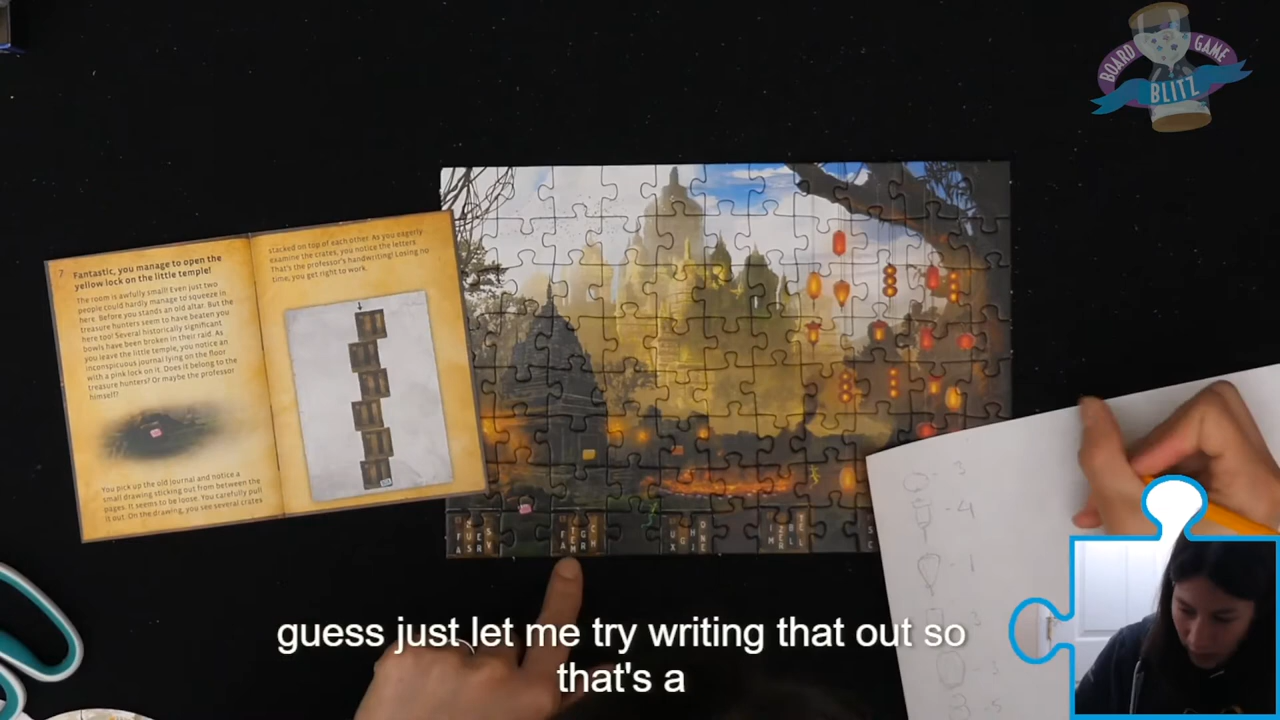 BOARD GAME
BLITZ
7 Fantastic, you manage to open the
yellow lock on the little temple!
The room is awfully small! Even just two
people could hardly manage to squeeze in
here. Before you stands an old altar. But the
treasure hunters seem to have beaten you
here too! Several historically significant
bowls have been broken in their raid. As
you leave the little temple, you notice an
inconspicuous journal lying on the floor
with a pink lock on it. Does it belong to the
treasure hunters? Or maybe the professor
himself?
You pick up the old journal and notice a
small drawing sticking out from between the
pages. It seems to be loose. You carefully pull
it out. On the drawing, you see several crates
stacked on top of each other. As you eagerly
examine the crates, you notice the letters
That's the professor's handwriting! Losing no
time, you get right to work.
3
-4
-1
3
-3
-5
guess just let me try writing that out so
that's a